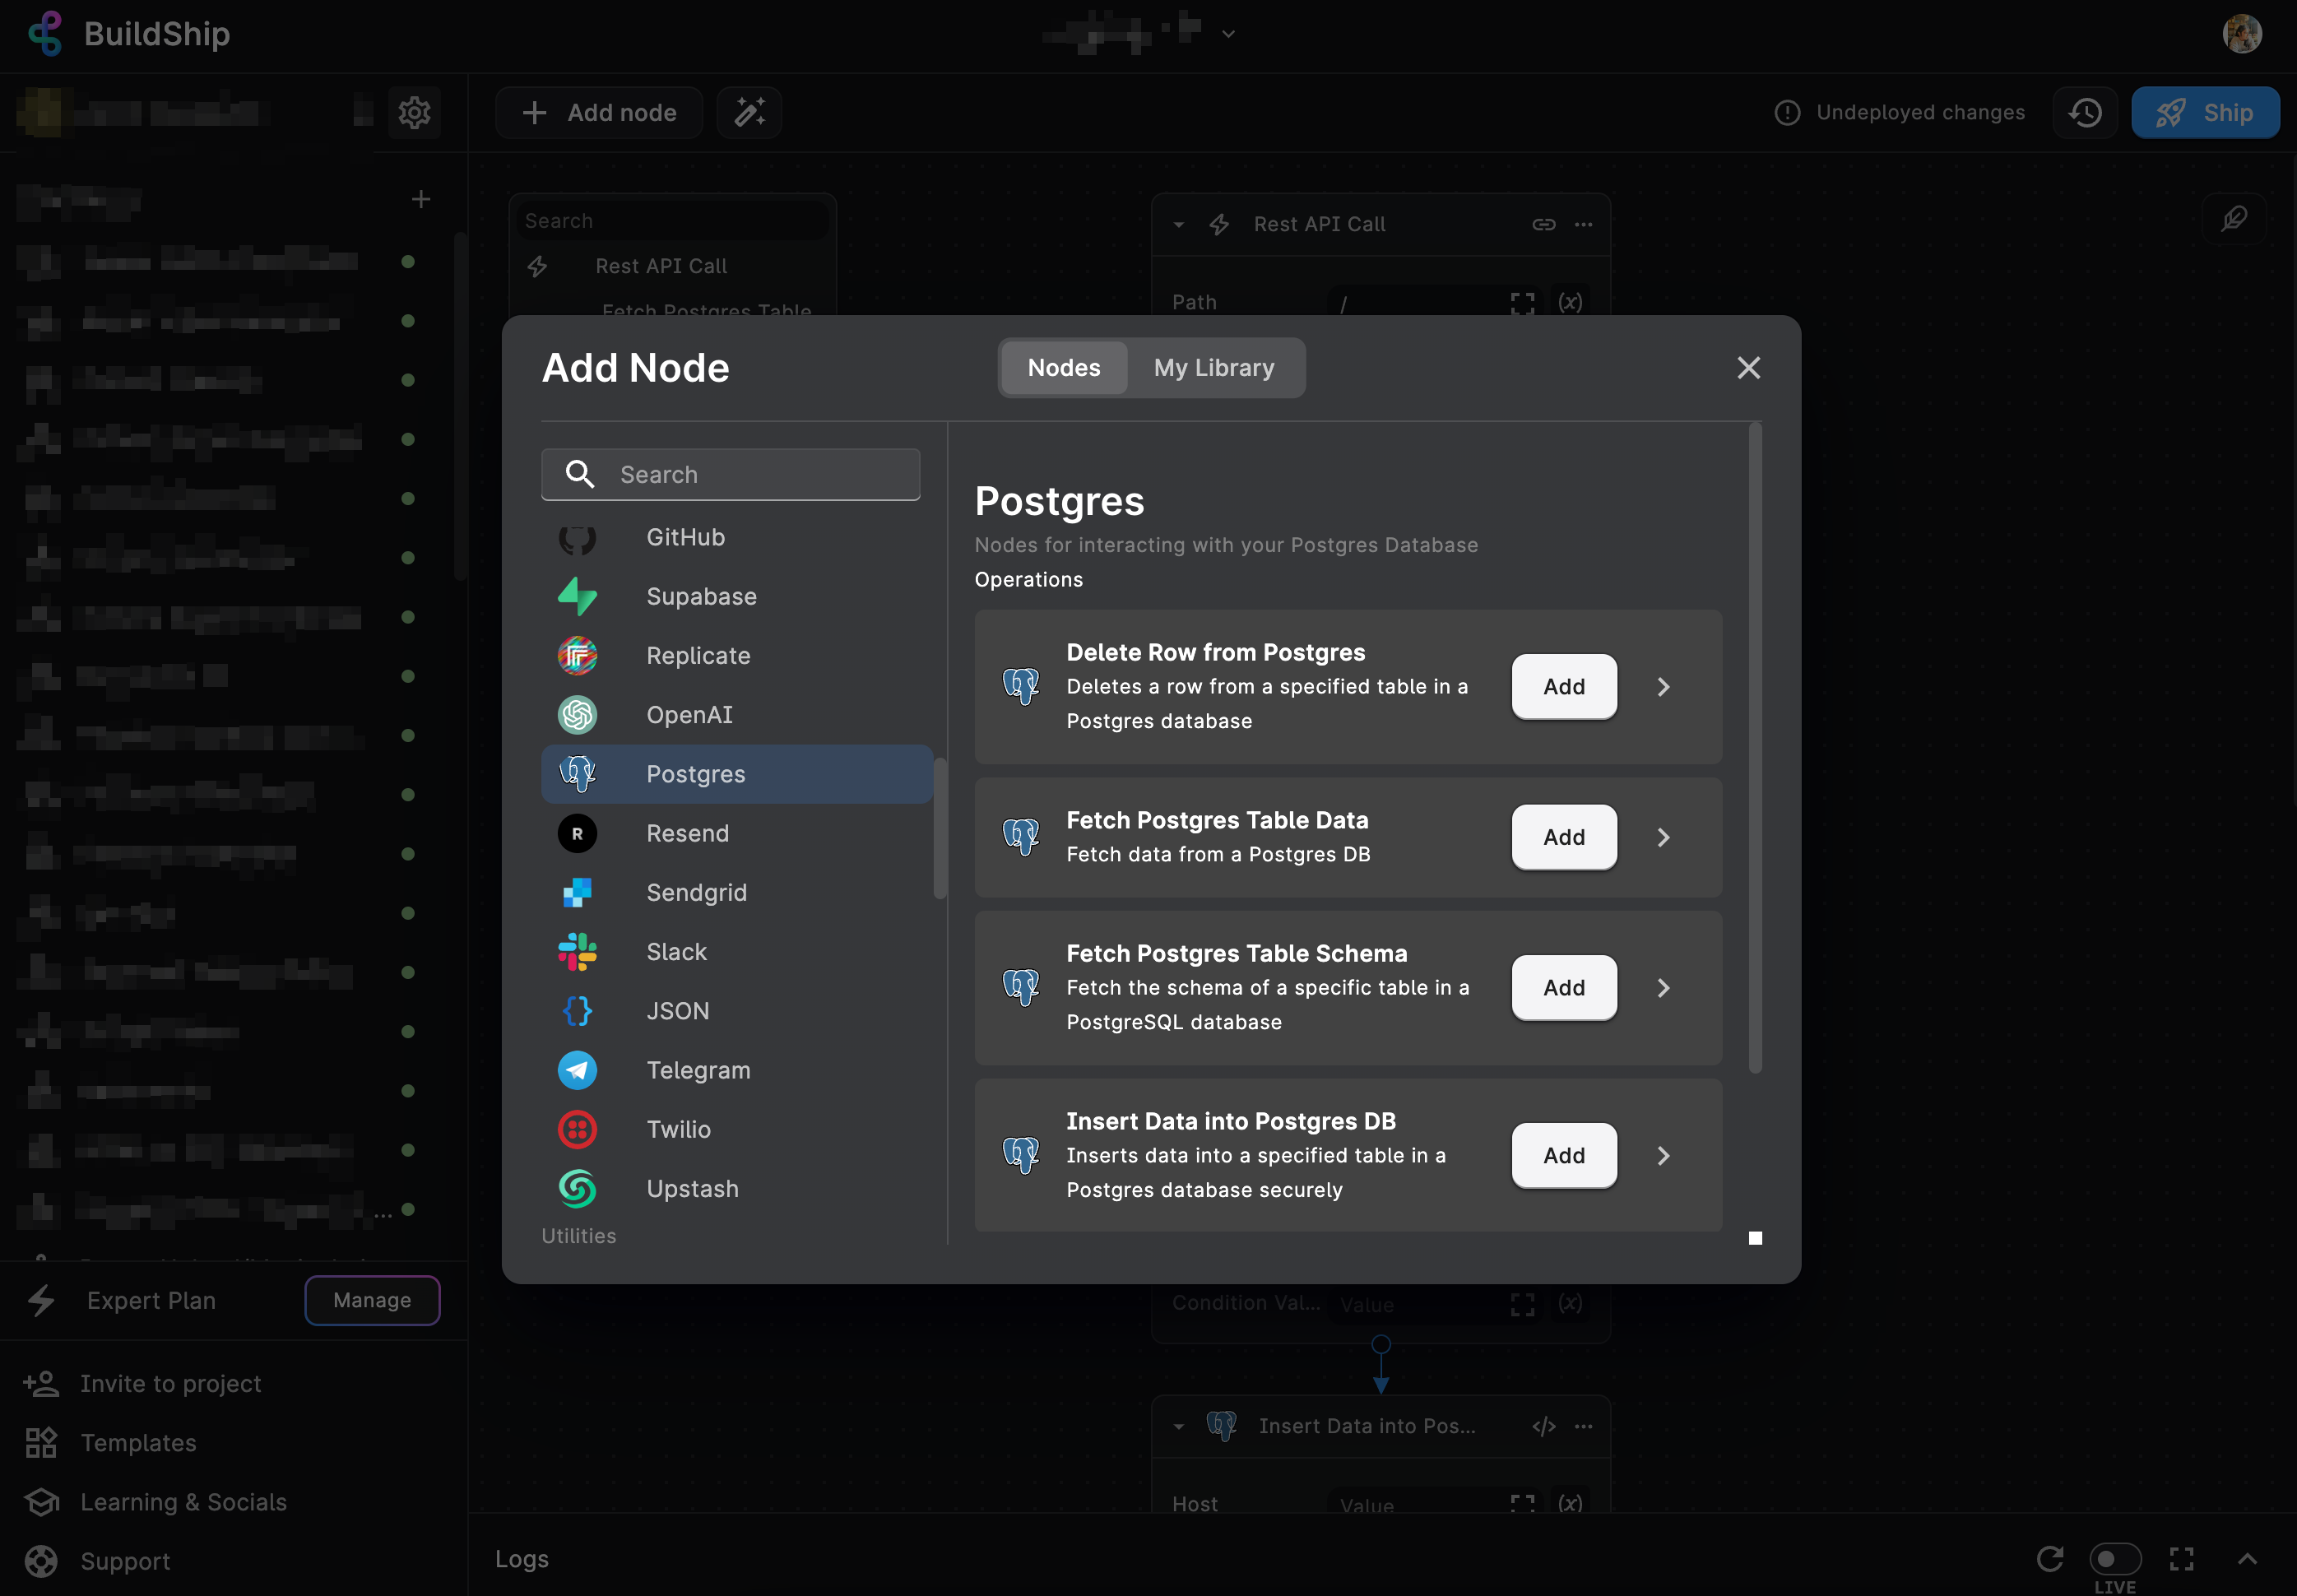 BuildShip
Add node
Undeployed changes
Ship
Search
Rest API Call
Fetch Postgres Table
Rest API Call
Path
/
(x)
Add Node
Nodes
My Library
Search
GitHub
Supabase
Replicate
OpenAI
Postgres
R
Resend
Sendgrid
Slack
JSON
Telegram
Twilio
Upstash
Utilities
Postgres
Nodes for interacting with your Postgres Database
Operations
Delete Row from Postgres
Deletes a row from a specified table in a
Postgres database
Add
Fetch Postgres Table Data
Fetch data from a Postgres DB
Add
Fetch Postgres Table Schema
Fetch the schema of a specific table in a
PostgreSQL database
Add
Insert Data into Postgres DB
Inserts data into a specified table in a
Postgres database securely
Add
Condition Val...
Value
(x)
Insert Data into Pos...
Host
Value
(x)
...
Expert Plan
Manage
Invite to project
Templates
Learning & Socials
Support
Logs
LIVE